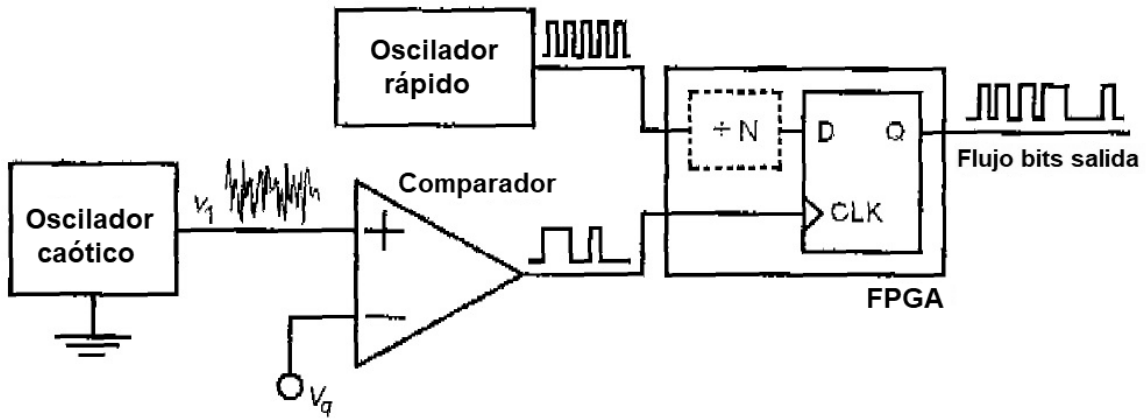 Oscilador
rápido
÷ N
D
Q
Flujo bits salida
Comparador
v1
Oscilador
caótico
+
CLK
−
FPGA
Vq